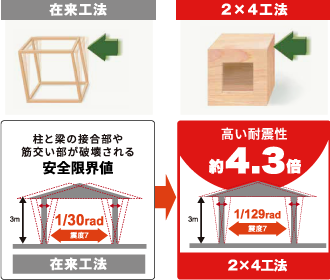 在来工法
2×4工法
柱と梁の接合部や
筋交い部が破壊される
安全限界値
3m
1/30rad
震度7
在来工法
高い耐震性
約4.3倍
3m
1/129rad
震度7
2×4工法